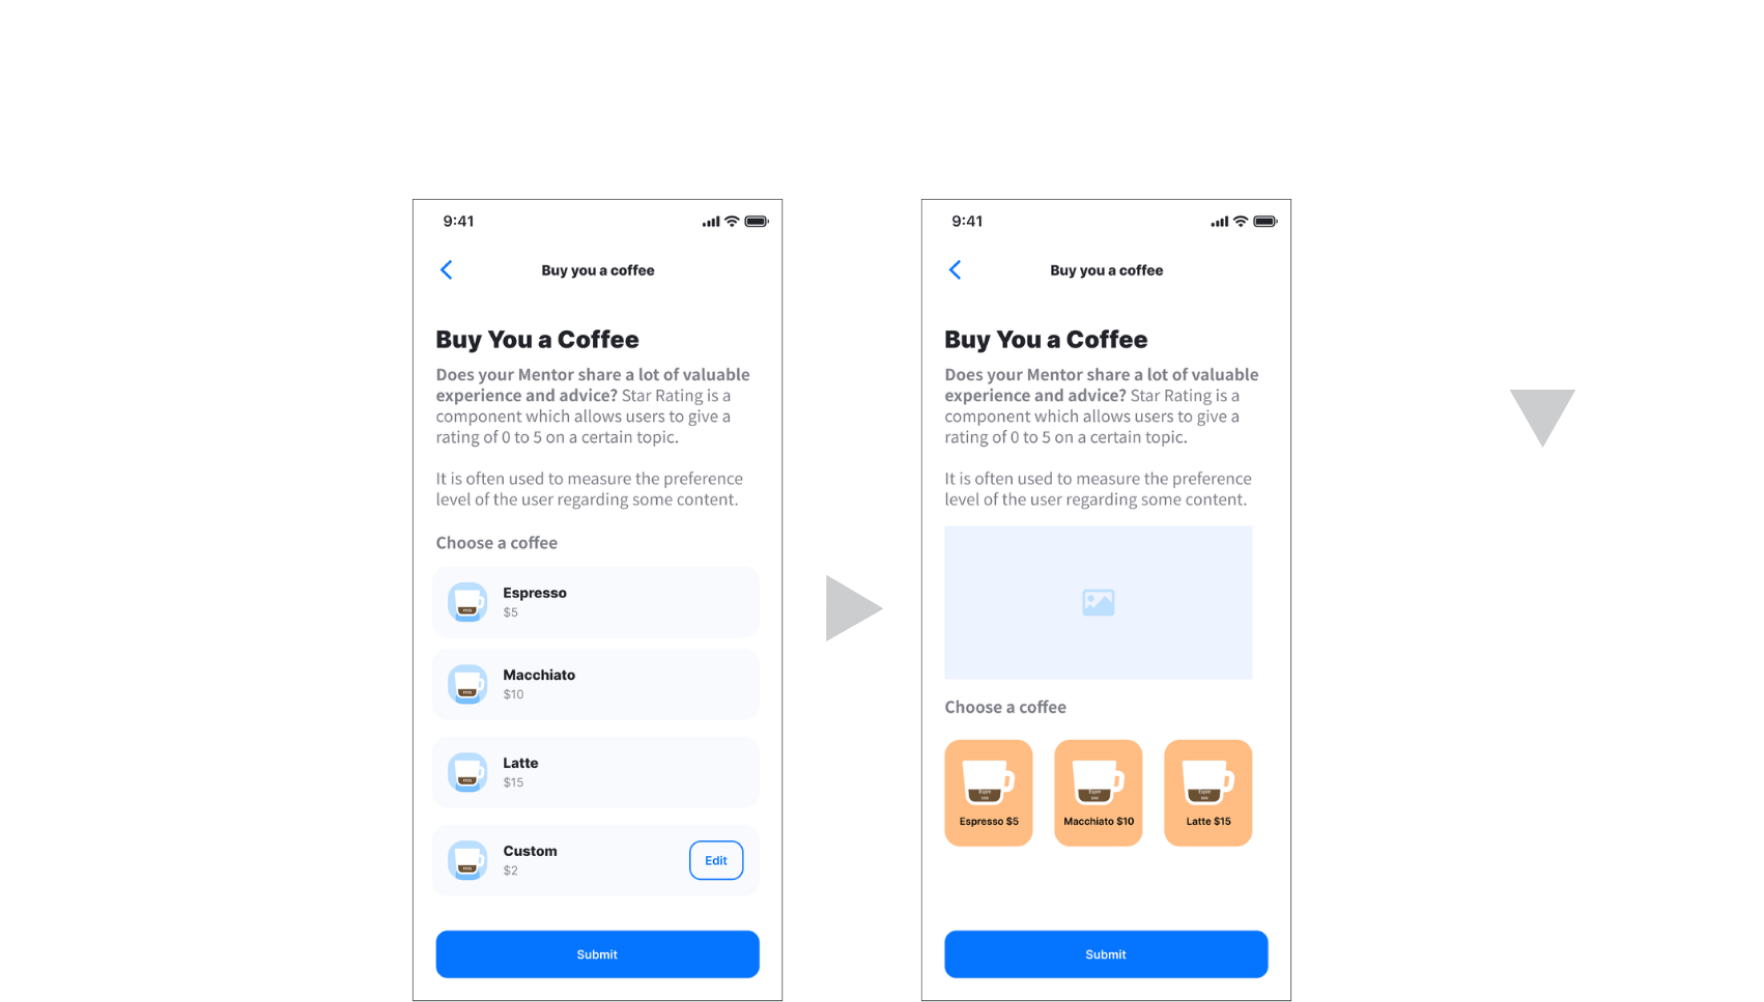 9:41
Buy you a coffee
Buy You a Coffee
Does your Mentor share a lot of valuable
experience and advice? Star Rating is a
component which allows users to give a
rating of 0 to 5 on a certain topic.
It is often used to measure the preference
level of the user regarding some content.
Choose a coffee
Espresso
$5
Macchiato
$10
Latte
$15
Custom
$2
Edit
Submit
9:41
Buy you a coffee
Buy You a Coffee
Does your Mentor share a lot of valuable
experience and advice? Star Rating is a
component which allows users to give a
rating of 0 to 5 on a certain topic.
It is often used to measure the preference
level of the user regarding some content.
Choose a coffee
Espresso $5
Macchiato $10
Latte $15
Submit